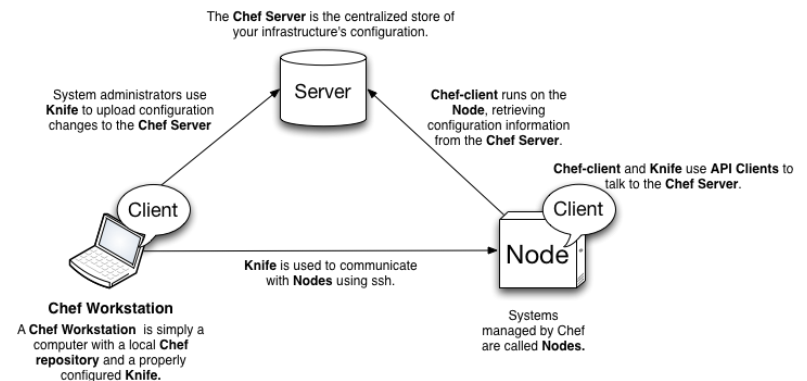 The Chef Server is the centralized store of
your infrastructure's configuration.
System administrators use
Knife to upload configuration
changes to the Chef Server
Server
Chef-client runs on the
Node, retrieving
configuration information
from the Chef Server.
Chef-client and Knife use API Clients to
talk to the Chef Server.
Client
Client
Node
Knife is used to communicate
with Nodes using ssh.
Chef Workstation
A Chef Workstation is simply a
computer with a local Chef
repository and a properly
configured Knife.
Systems
managed by Chef
are called Nodes.